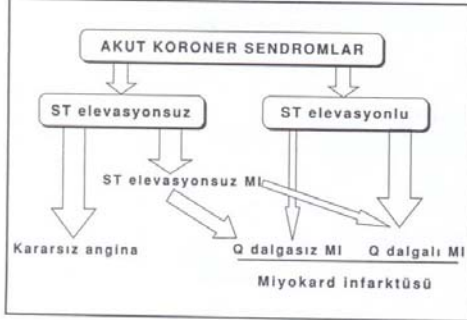 AKUT KORONER SENDROMLAR
ST elevasyonsuz
ST elevasyonlu
ST elevasyonsuz MI
Kararsız angina
Q dalgasız MI
Q dalgalı MI
Miyokard infarktüsü